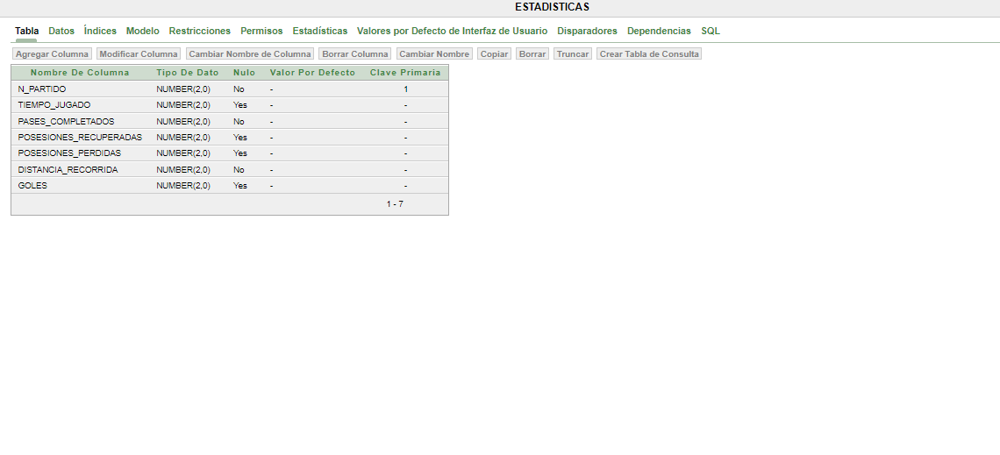 ESTADISTICAS
Tabla Datos Índices Modelo Restricciones Permisos Estadísticas Valores por Defecto de Interfaz de Usuario Disparadores Dependencias SQL
Agregar Columna Modificar Columna Cambiar Nombre de Columna Borrar Columna Cambiar Nombre Copiar Borrar Truncar Crear Tabla de Consulta
Nombre De Columna Tipo De Dato Nulo Valor Por Defecto Clave Primaria
N_PARTIDO NUMBER(2,0) No - 1
TIEMPO_JUGADO NUMBER(2,0) Yes - -
PASES_COMPLETADOS NUMBER(2,0) No - -
POSESIONES_RECUPERADAS NUMBER(2,0) Yes - -
POSESIONES_PERDIDAS NUMBER(2,0) Yes - -
DISTANCIA_RECORRIDA NUMBER(2,0) No - -
GOLES NUMBER(2,0) Yes - -
1 - 7